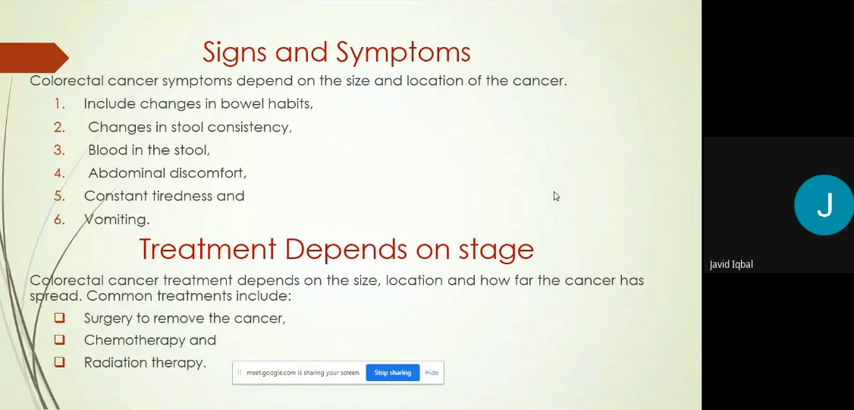 Signs and Symptoms
Colorectal cancer symptoms depend on the size and location of the cancer.
1. Include changes in bowel habits,
2. Changes in stool consistency,
3. Blood in the stool,
4. Abdominal discomfort,
5. Constant tiredness and
6. Vomiting.
Treatment Depends on stage
Colorectal cancer treatment depends on the size, location and how far the cancer has
spread. Common treatments include:
Surgery to remove the cancer,
Chemotherapy and
Radiation therapy.
meet.google.com is sharing your screen. Stop sharing Hide
J
Javid Iqbal